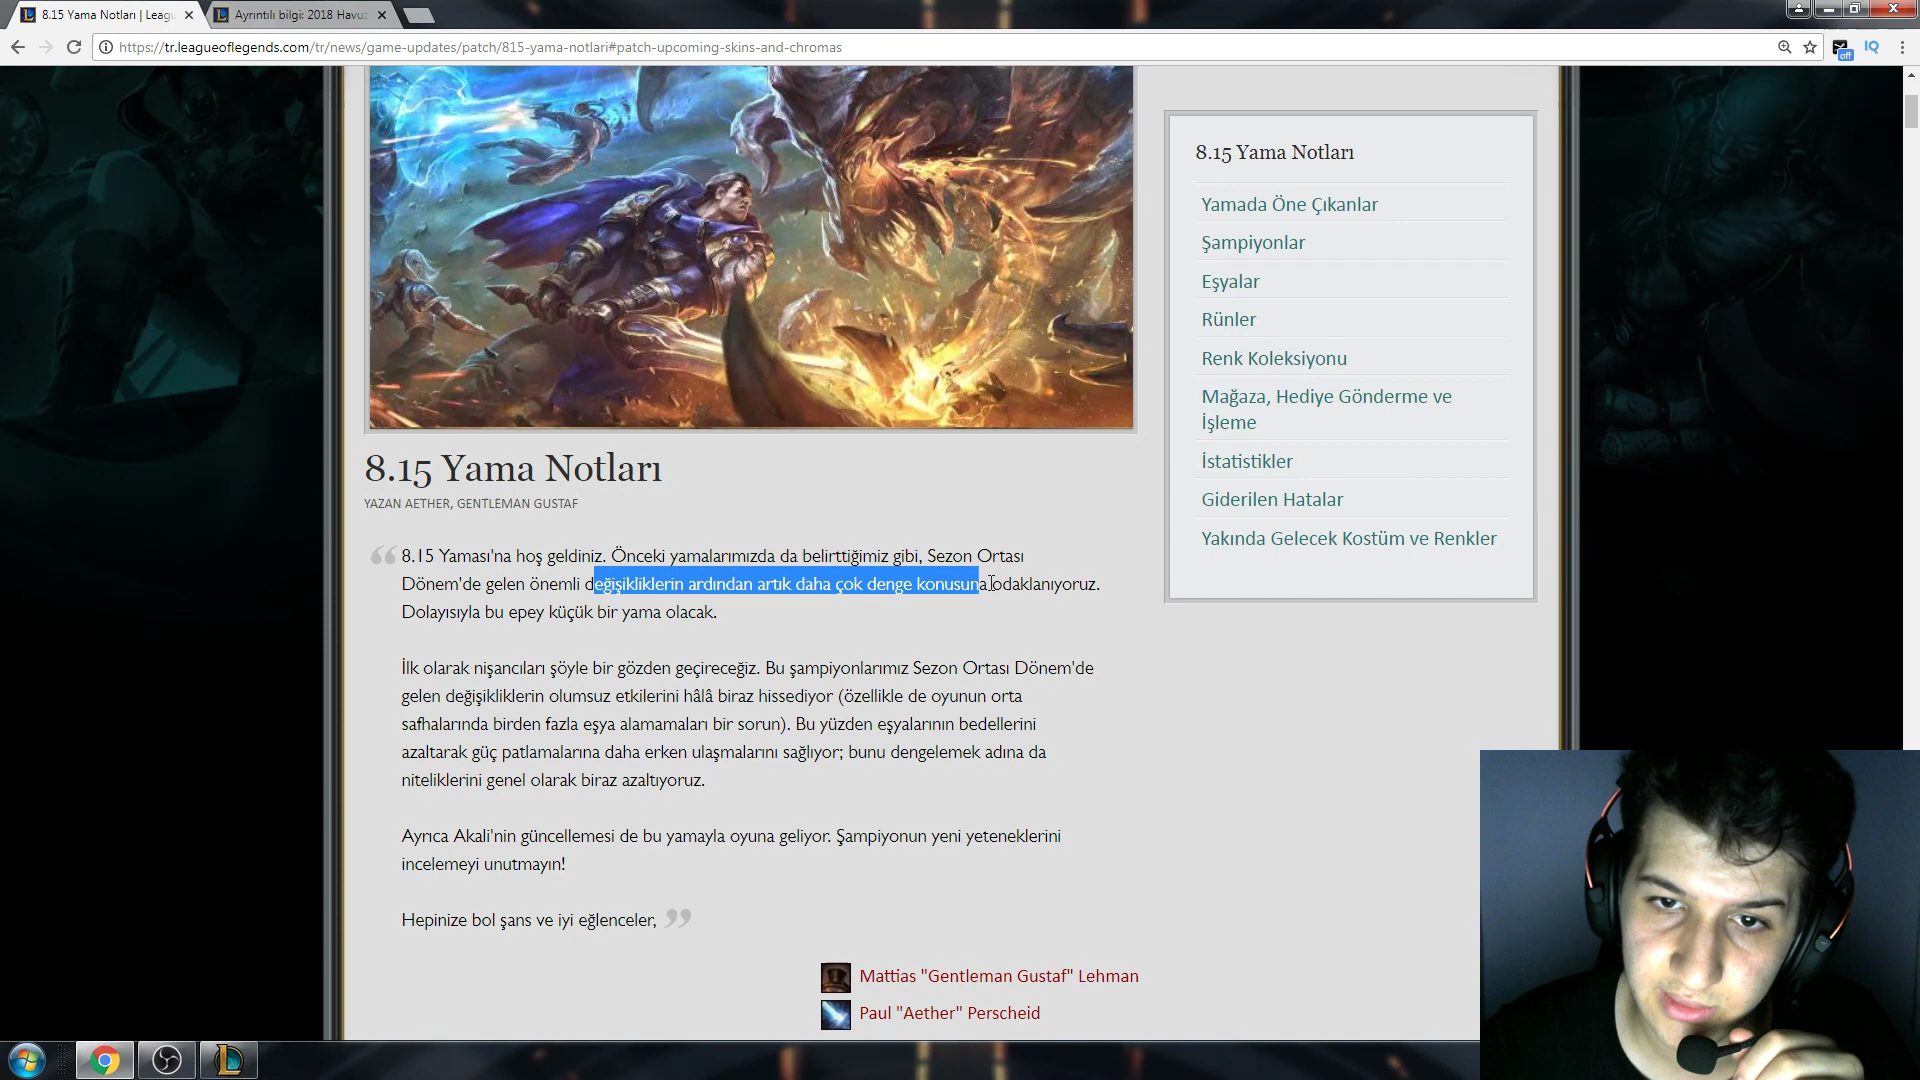 8.15 Yama Notları | Leag
Ayrıntılı bilgi: 2018 Havuz
https://tr.leagueoflegends.com/tr/news/game-updates/patch/815-yama-notlari#patch-upcoming-skins-and-chromas
off
IQ
8.15 Yama Notları
Yamada Öne Çıkanlar
Şampiyonlar
Eşyalar
Rünler
Renk Koleksiyonu
Mağaza, Hediye Gönderme ve
İşleme
İstatistikler
Giderilen Hatalar
Yakında Gelecek Kostüm ve Renkler
8.15 Yama Notları
YAZAN AETHER, GENTLEMAN GUSTAF
“ 8.15 Yaması'na hoş geldiniz. Önceki yamalarımızda da belirttiğimiz gibi, Sezon Ortası
Dönem'de gelen önemli değişikliklerin ardından artık daha çok denge konusuna odaklanıyoruz.
Dolayısıyla bu epey küçük bir yama olacak.
İlk olarak nişancıları şöyle bir gözden geçireceğiz. Bu şampiyonlarımız Sezon Ortası Dönem'de
gelen değişikliklerin olumsuz etkilerini hâlâ biraz hissediyor (özellikle de oyunun orta
safhalarında birden fazla eşya alamamaları bir sorun). Bu yüzden eşyalarının bedellerini
azaltarak güç patlamalarına daha erken ulaşmalarını sağlıyor; bunu dengelemek adına da
niteliklerini genel olarak biraz azaltıyoruz.
Ayrıca Akali'nin güncellemesi de bu yamayla oyuna geliyor. Şampiyonun yeni yeteneklerini
incelemeyi unutmayın!
Hepinize bol şans ve iyi eğlenceler, ”
Mattias "Gentleman Gustaf" Lehman
Paul "Aether" Perscheid